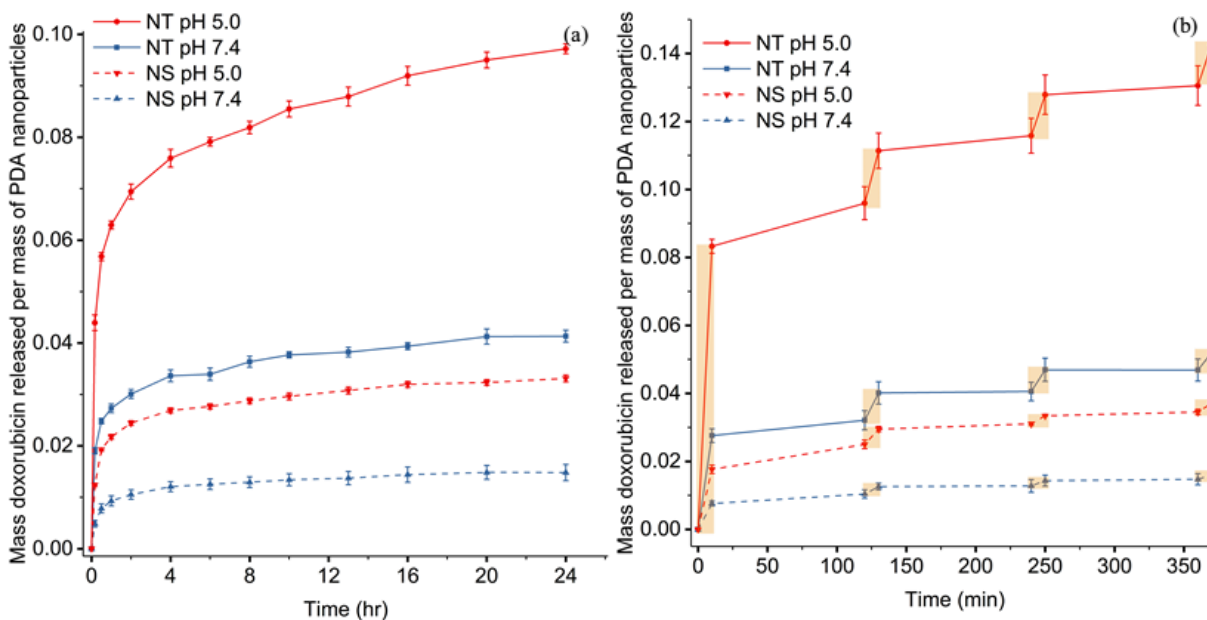 (a)
NT pH 5.0
NT pH 7.4
NS pH 5.0
NS pH 7.4
Mass doxorubicin released per mass of PDA nanoparticles
0.10
0.08
0.06
0.04
0.02
0.00
0 4 8 12 16 20 24
Time (hr)
(b)
NT pH 5.0
NT pH 7.4
NS pH 5.0
NS pH 7.4
Mass doxorubicin released per mass of PDA nanoparticles
0.14
0.12
0.10
0.08
0.06
0.04
0.02
0.00
0 50 100 150 200 250 300 350
Time (min)